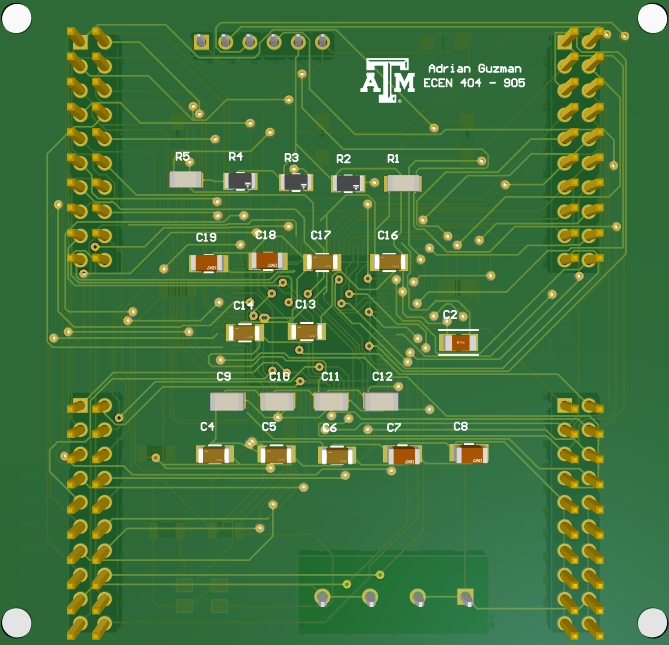 ATM
Adrian Guzman
ECEN 404 - 905
R5 R4 R3 R2 R1
C19 C18 C17 C16
C14 C13 C2
C9 C10 C11 C12
C4 C5 C6 C7 C8